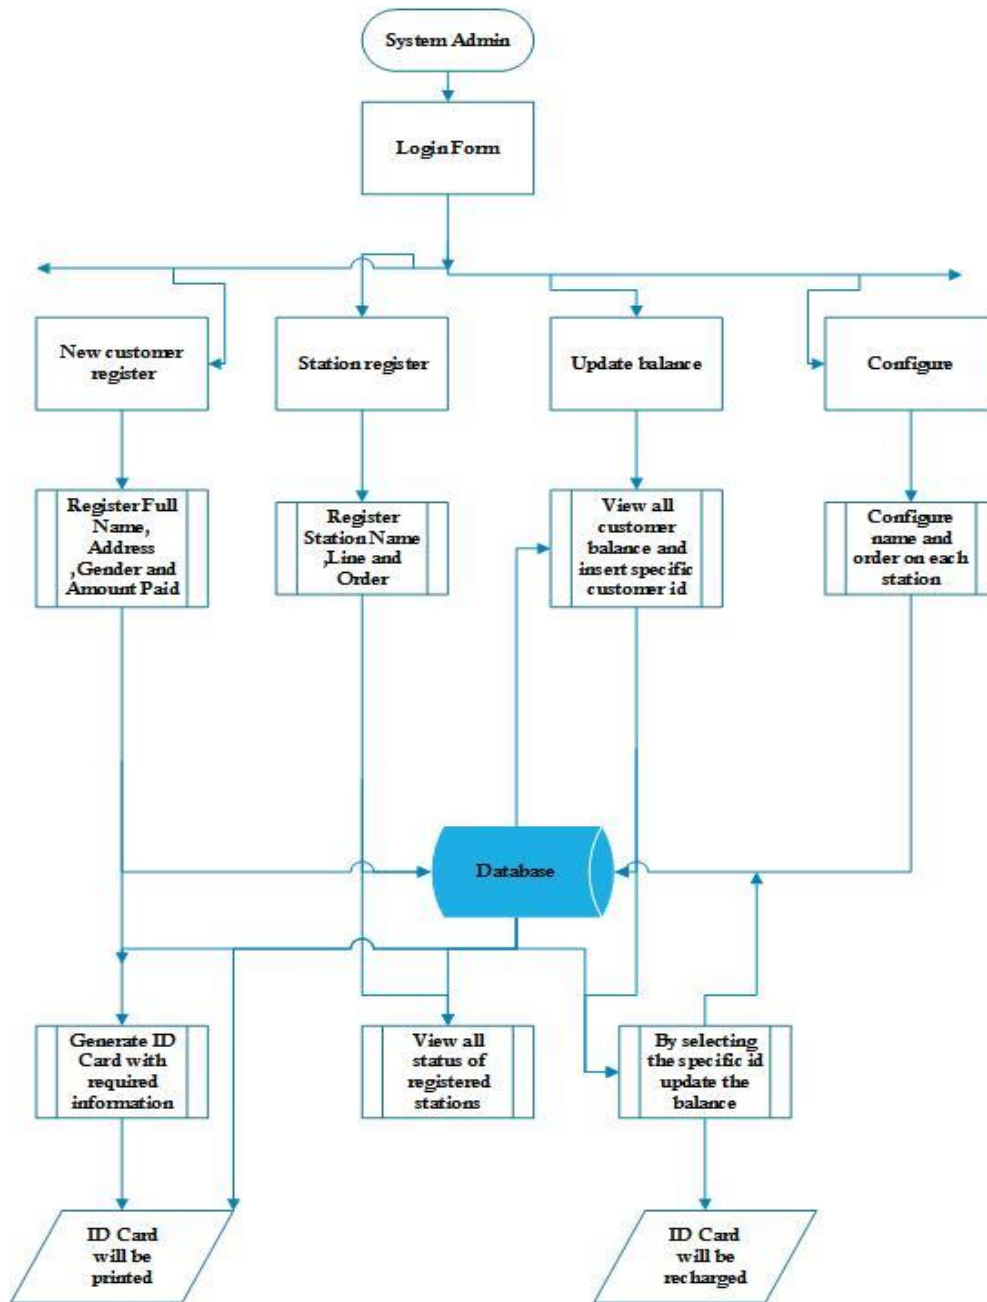 System Admin
Login Form
New customer
register
Station register
Update balance
Configure
Register Full
Name,
Address
,Gender and
Amount Paid
Register
Station Name
,Line and
Order
View all
customer
balance and
insert specific
customer id
Configure
name and
order on each
station
Database
Generate ID
Card with
required
information
View all
status of
registered
stations
By selecting
the specific id
update the
balance
ID Card
will be
printed
ID Card
will be
recharged